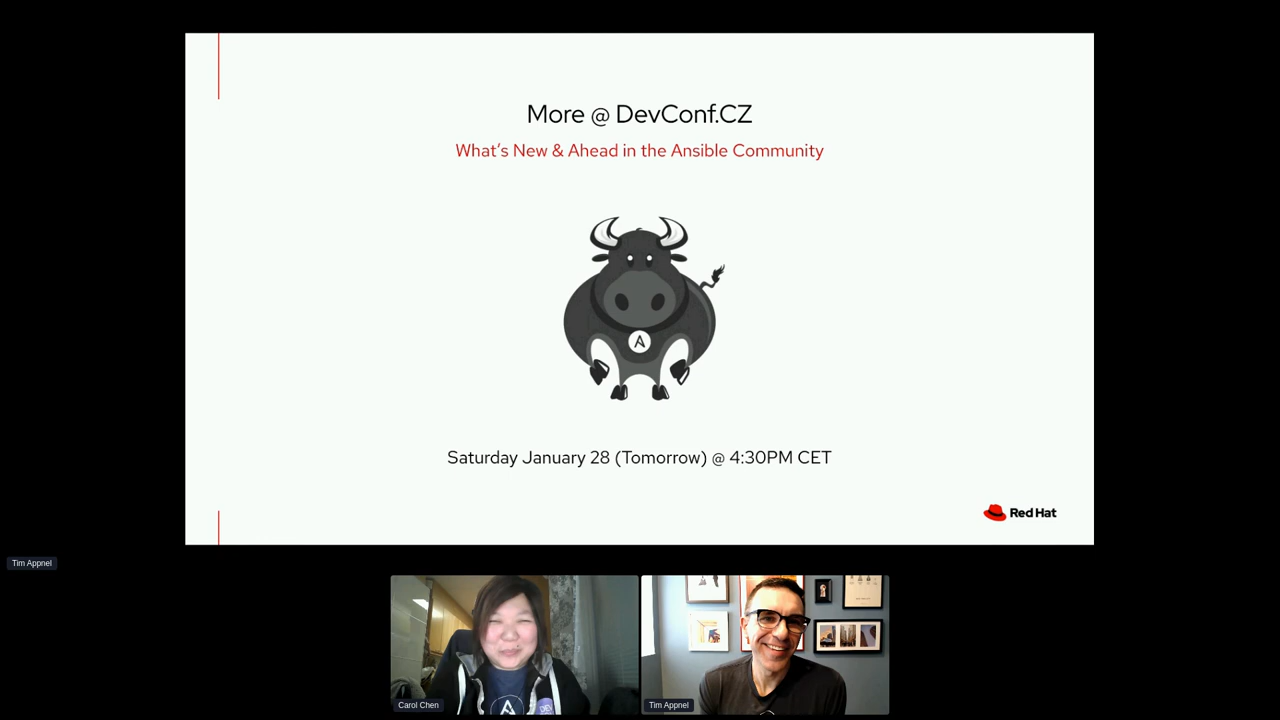 More @ DevConf.CZ
What's New & Ahead in the Ansible Community
A
Saturday January 28 (Tomorrow) @ 4:30PM CET
Red Hat
Tim Appnel
A
DEV
Carol Chen
Tim Appnel